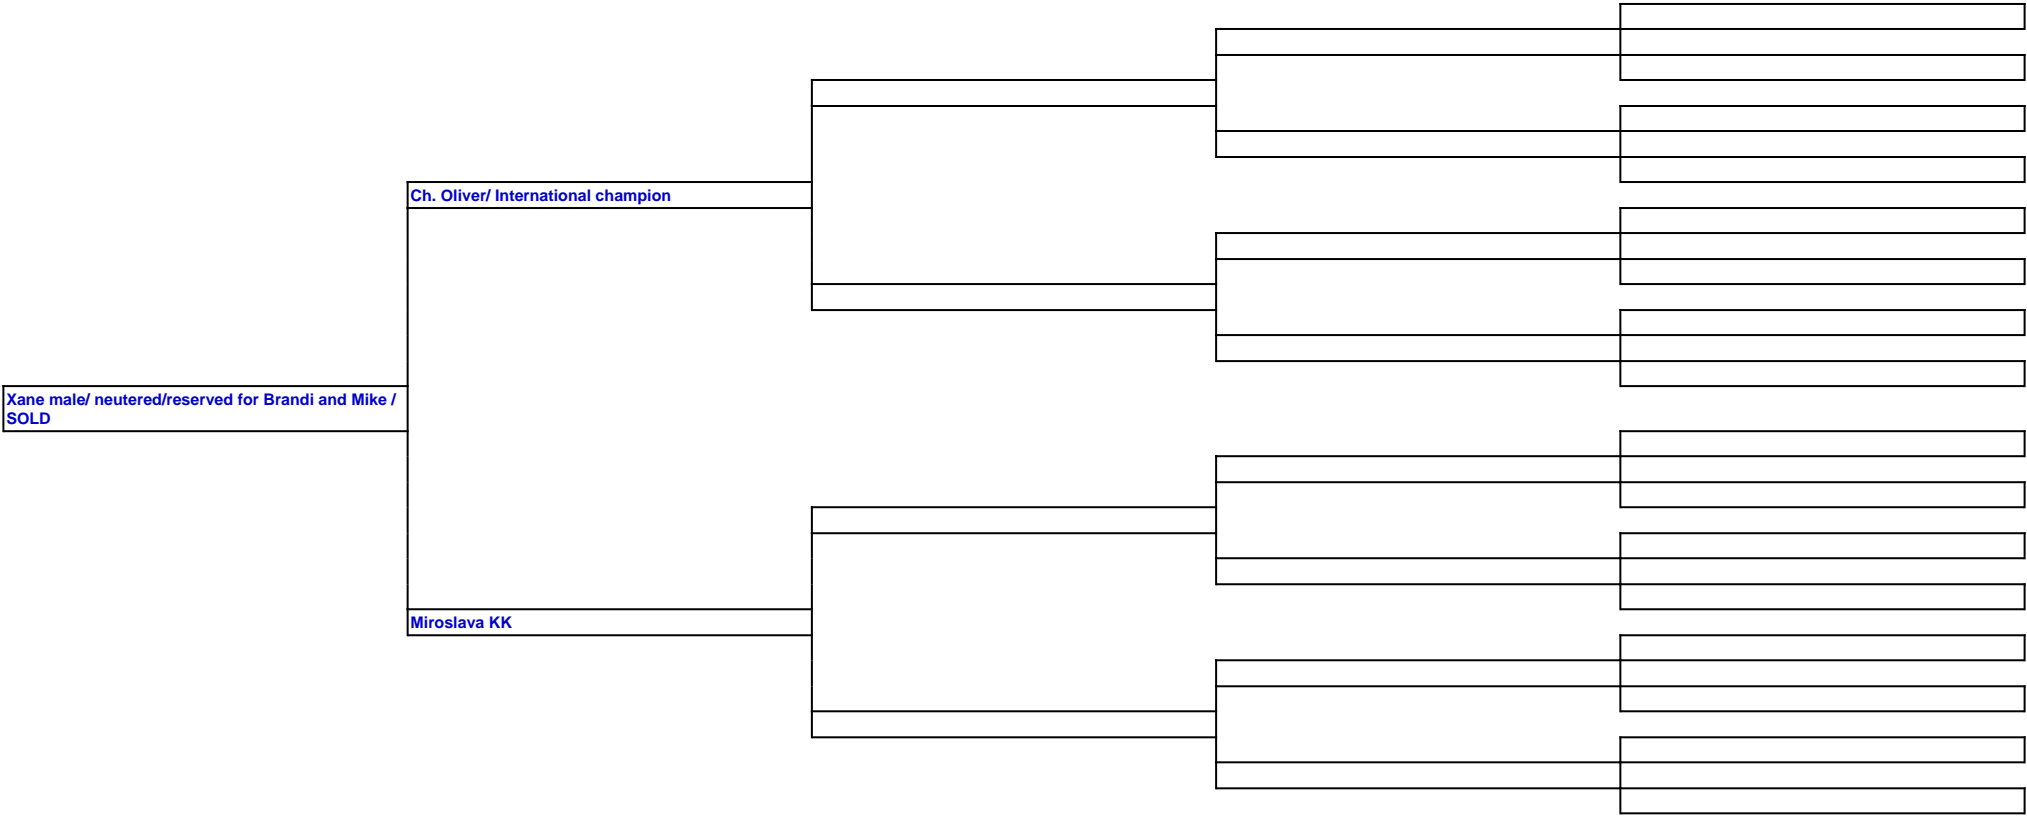 Ch. Oliver/ International champion
Xane male/ neutered/reserved for Brandi and Mike /
SOLD
Miroslava KK